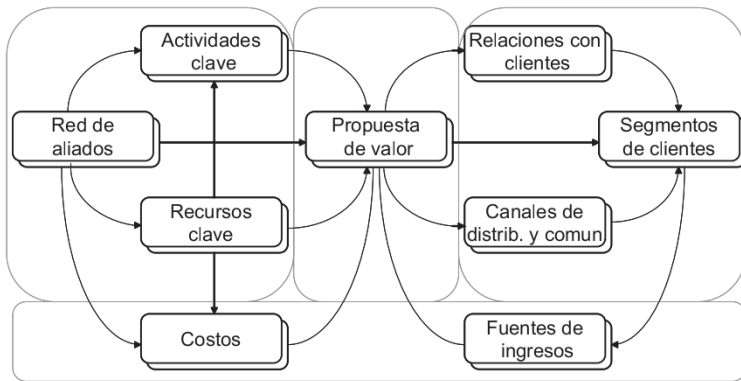 Actividades
clave
Relaciones con
clientes
Red de
aliados
Propuesta
de valor
Segmentos
de clientes
Recursos
clave
Canales de
distrib. y comun
Costos
Fuentes de
ingresos